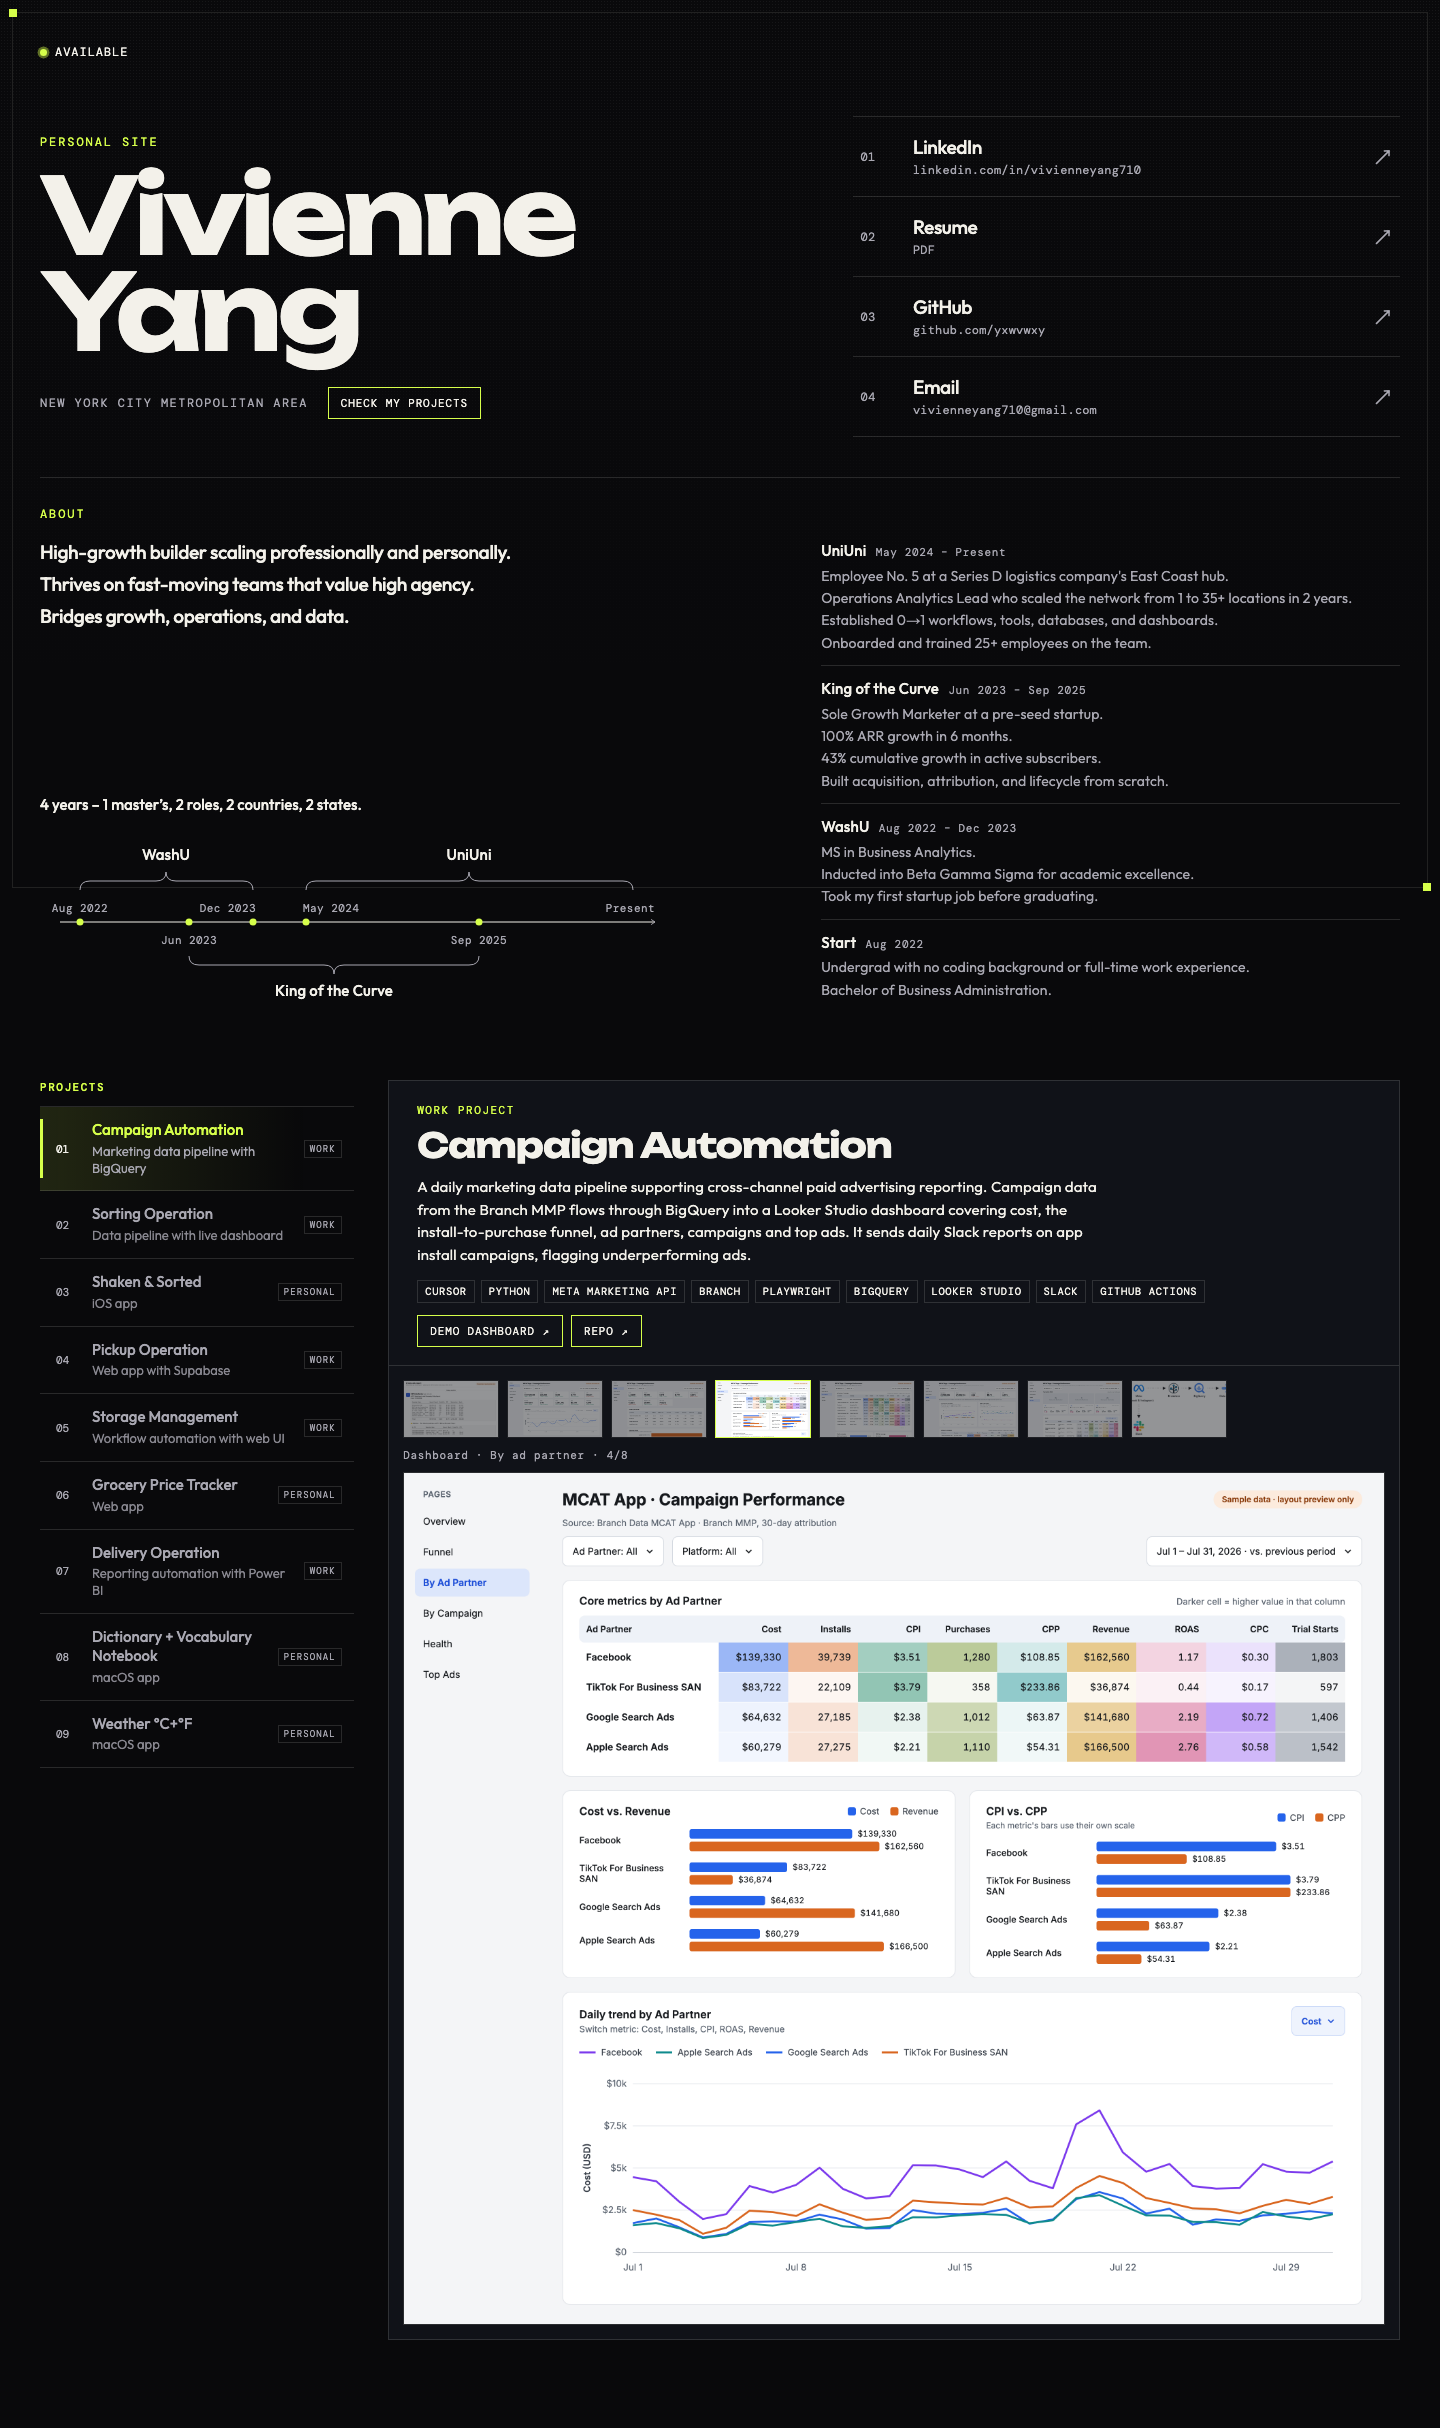 AVAILABLE
PERSONAL SITE
Vivienne
Yang
NEW YORK CITY METROPOLITAN AREA
CHECK MY PROJECTS
01
LinkedIn
linkedin.com/in/vivienneyang710
↗
02
Resume
PDF
↗
03
GitHub
github.com/yxwvwxy
↗
04
Email
vivienneyang710@gmail.com
↗
ABOUT
High-growth builder scaling professionally and personally.
Thrives on fast-moving teams that value high agency.
Bridges growth, operations, and data.
4 years – 1 master's, 2 roles, 2 countries, 2 states.
WashU
UniUni
Aug 2022
Dec 2023
May 2024
Present
Jun 2023
Sep 2025
King of the Curve
UniUni May 2024 – Present
Employee No. 5 at a Series D logistics company's East Coast hub.
Operations Analytics Lead who scaled the network from 1 to 35+ locations in 2 years.
Established 0→1 workflows, tools, databases, and dashboards.
Onboarded and trained 25+ employees on the team.
King of the Curve Jun 2023 – Sep 2025
Sole Growth Marketer at a pre-seed startup.
100% ARR growth in 6 months.
43% cumulative growth in active subscribers.
Built acquisition, attribution, and lifecycle from scratch.
WashU Aug 2022 – Dec 2023
MS in Business Analytics.
Inducted into Beta Gamma Sigma for academic excellence.
Took my first startup job before graduating.
Start Aug 2022
Undergrad with no coding background or full-time work experience.
Bachelor of Business Administration.
PROJECTS
01
Campaign Automation
Marketing data pipeline with
BigQuery
WORK
02
Sorting Operation
Data pipeline with live dashboard
WORK
03
Shaken & Sorted
iOS app
PERSONAL
04
Pickup Operation
Web app with Supabase
WORK
05
Storage Management
Workflow automation with web UI
WORK
06
Grocery Price Tracker
Web app
PERSONAL
07
Delivery Operation
Reporting automation with Power
BI
WORK
08
Dictionary + Vocabulary
Notebook
macOS app
PERSONAL
09
Weather °C+°F
macOS app
PERSONAL
WORK PROJECT
Campaign Automation
A daily marketing data pipeline supporting cross-channel paid advertising reporting. Campaign data
from the Branch MMP flows through BigQuery into a Looker Studio dashboard covering cost, the
install-to-purchase funnel, ad partners, campaigns and top ads. It sends daily Slack reports on app
install campaigns, flagging underperforming ads.
CURSOR PYTHON META MARKETING API BRANCH PLAYWRIGHT BIGQUERY LOOKER STUDIO SLACK GITHUB ACTIONS
DEMO DASHBOARD ↗ REPO ↗
Dashboard · By ad partner · 4/8
PAGES
Overview
Funnel
By Ad Partner
By Campaign
Health
Top Ads
MCAT App · Campaign Performance
Sample data · layout preview only
Source: Branch Data MCAT App · Branch MMP, 30-day attribution
Ad Partner: All
Platform: All
Jul 1 – Jul 31, 2026 · vs. previous period
Core metrics by Ad Partner
Darker cell = higher value in that column
Ad Partner Cost Installs CPI Purchases CPP Revenue ROAS CPC Trial Starts
Facebook $139,330 39,739 $3.51 1,280 $108.85 $162,560 1.17 $0.30 1,803
TikTok For Business SAN $83,722 22,109 $3.79 358 $233.86 $36,874 0.44 $0.17 597
Google Search Ads $64,632 27,185 $2.38 1,012 $63.87 $141,680 2.19 $0.72 1,406
Apple Search Ads $60,279 27,275 $2.21 1,110 $54.31 $166,500 2.76 $0.58 1,542
Cost vs. Revenue
Cost Revenue
Facebook
$139,330
$162,560
TikTok For Business
SAN
$83,722
$36,874
Google Search Ads
$64,632
$141,680
Apple Search Ads
$60,279
$166,500
CPI vs. CPP
Each metric's bars use their own scale
CPI CPP
Facebook
$3.51
$108.85
TikTok For Business
SAN
$3.79
$233.86
Google Search Ads
$2.38
$63.87
Apple Search Ads
$2.21
$54.31
Daily trend by Ad Partner
Switch metric: Cost, Installs, CPI, ROAS, Revenue
Cost
Facebook Apple Search Ads Google Search Ads TikTok For Business SAN
Cost (USD)
$10k
$7.5k
$5k
$2.5k
$0
Jul 1 Jul 8 Jul 15 Jul 22 Jul 29